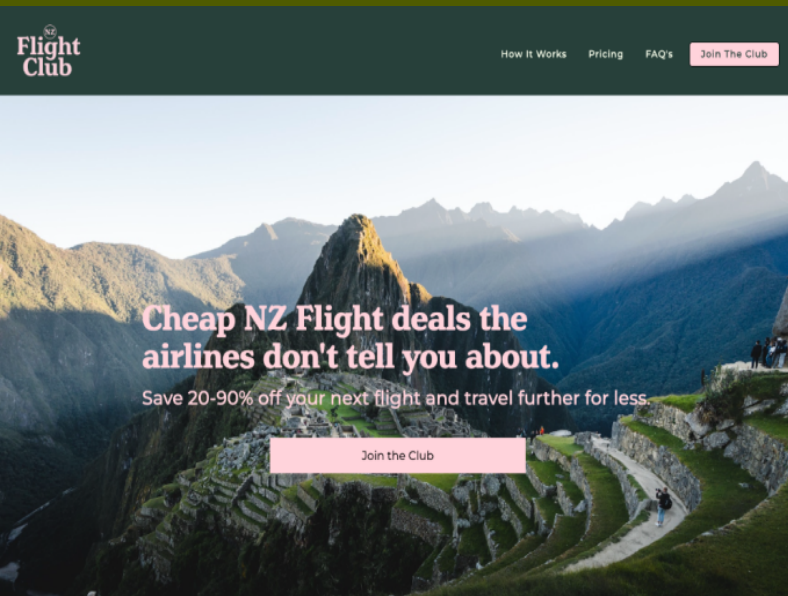 NZ
Flight
Club
How It Works
Pricing
FAQ's
Join The Club
Cheap NZ Flight deals the
airlines don't tell you about.
Save 20-90% off your next flight and travel further for less.
Join the Club